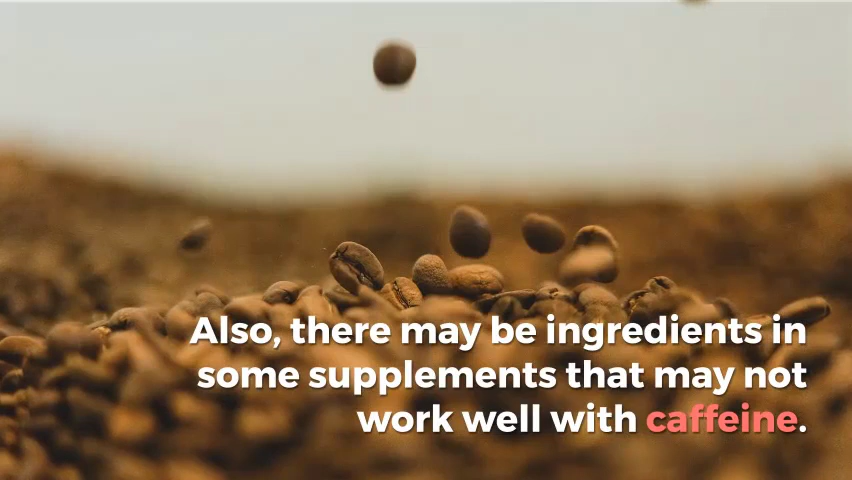 Also, there may be ingredients in
some supplements that may not
work well with caffeine.